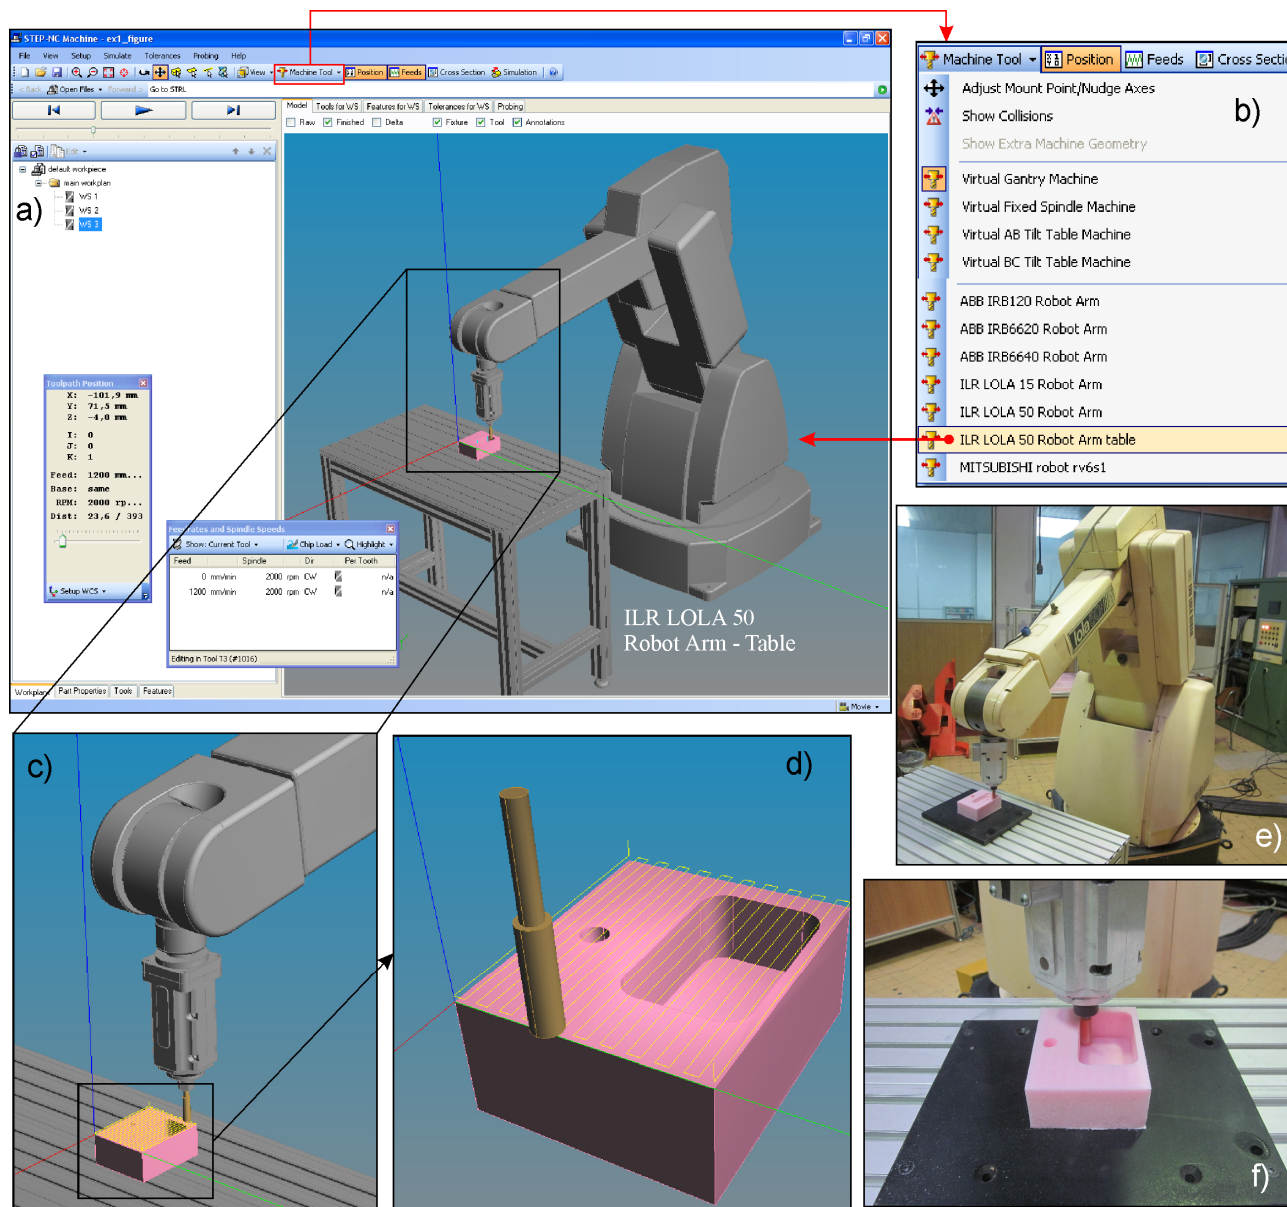 STEP-NC Machine - ex1_figure
File View Setup Simulate Tolerances Probing Help
View Machine Tool Position Feeds Cross Section Simulation
< Back Open Files Forward > Go to STRL
Model Tools for WS Features for WS Tolerances for WS Probing
Raw Finished Delta Fixture Tool Annotations
Edit
default workpiece
main workplan
WS 1
WS 2
WS 3
a)
Toolpath Position
X: -101,9 mm
Y: 71,5 mm
Z: -4,0 mm
I: 0
J: 0
K: 1
Feed: 1200 mm...
Base: same
RPM: 2000 rp...
Dist: 23,6 / 393
Setup WCS
Feedrates and Spindle Speeds
Show: Current Tool Chip Load Highlight
Feed Spindle Dir Per Tooth
0 mm/min 2000 rpm CW n/a
1200 mm/min 2000 rpm CW n/a
Editing in Tool T3 (#1016)
ILR LOLA 50
Robot Arm - Table
Workplan Part Properties Tools Features
Movie
Machine Tool Position Feeds Cross Sectio
b)
Adjust Mount Point/Nudge Axes
Show Collisions
Show Extra Machine Geometry
Virtual Gantry Machine
Virtual Fixed Spindle Machine
Virtual AB Tilt Table Machine
Virtual BC Tilt Table Machine
ABB IRB120 Robot Arm
ABB IRB6620 Robot Arm
ABB IRB6640 Robot Arm
ILR LOLA 15 Robot Arm
ILR LOLA 50 Robot Arm
ILR LOLA 50 Robot Arm table
MITSUBISHI robot rv6s1
c)
d)
lola
e)
f)